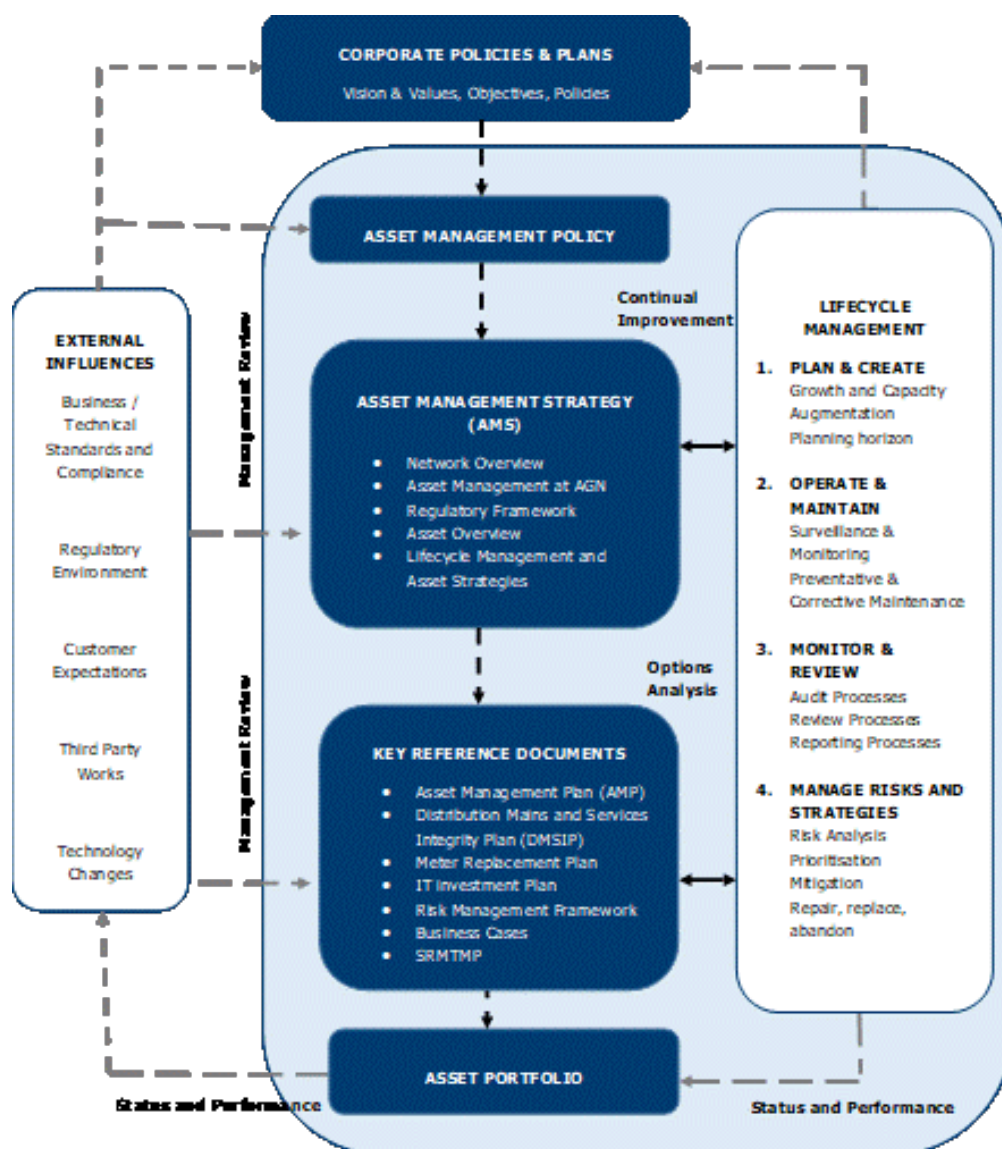 CORPORATE POLICIES & PLANS
Vision & Values, Objectives, Policies
ASSET MANAGEMENT POLICY
Continual
Improvement
Management Review
EXTERNAL
INFLUENCES
Business /
Technical
Standards and
Compliance
Regulatory
Environment
Customer
Expectations
Third Party
Works
Technology
Changes
ASSET MANAGEMENT STRATEGY
(AMS)
• Network Overview
• Asset Management at AGN
• Regulatory Framework
• Asset Overview
• Lifecycle Management and
Asset Strategies
Options
Analysis
Management Review
KEY REFERENCE DOCUMENTS
• Asset Management Plan (AMP)
• Distribution Mains and Services
Integrity Plan (DMSIP)
• Meter Replacement Plan
• IT Investment Plan
• Risk Management Framework
• Business Cases
• SRMTMP
LIFECYCLE
MANAGEMENT
1. PLAN & CREATE
Growth and Capacity
Augmentation
Planning horizon
2. OPERATE &
MAINTAIN
Surveillance &
Monitoring
Preventative &
Corrective Maintenance
3. MONITOR &
REVIEW
Audit Processes
Review Processes
Reporting Processes
4. MANAGE RISKS AND
STRATEGIES
Risk Analysis
Prioritisation
Mitigation
Repair, replace,
abandon
ASSET PORTFOLIO
Status and Performance
Status and Performance